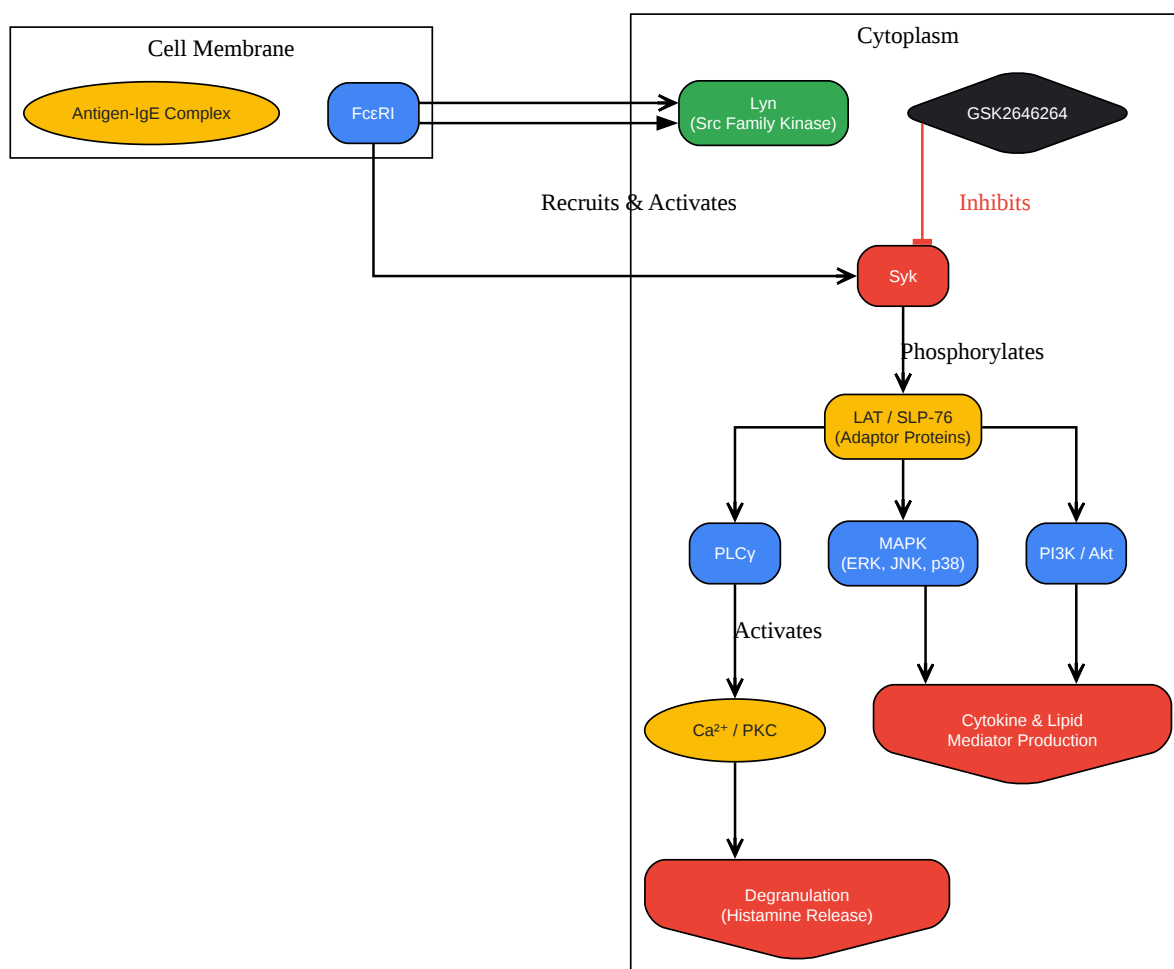 Cell Membrane
Cytoplasm
Antigen-IgE Complex
FcεRI
Lyn
(Src Family Kinase)
GSK2646264
Recruits & Activates
Inhibits
Syk
Phosphorylates
LAT / SLP-76
(Adaptor Proteins)
PLCγ
MAPK
(ERK, JNK, p38)
PI3K / Akt
Activates
Ca²⁺ / PKC
Cytokine & Lipid
Mediator Production
Degranulation
(Histamine Release)